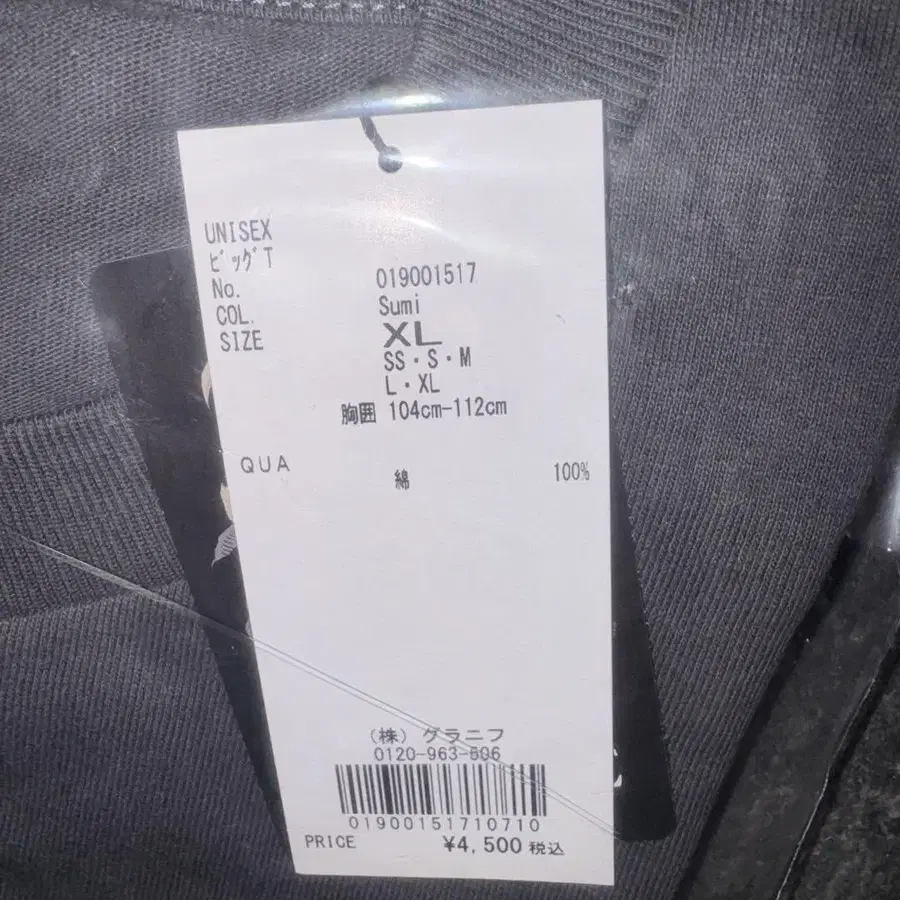 UNISEX
ﾋﾞｯｸﾞT
No. 019001517
COL. Sumi
SIZE XL
SS・S・M
L・XL
胸囲 104cm-112cm
QUA 綿 100%
(株) グラニフ
0120-963-506
01900151710710
PRICE ¥4,500 税込